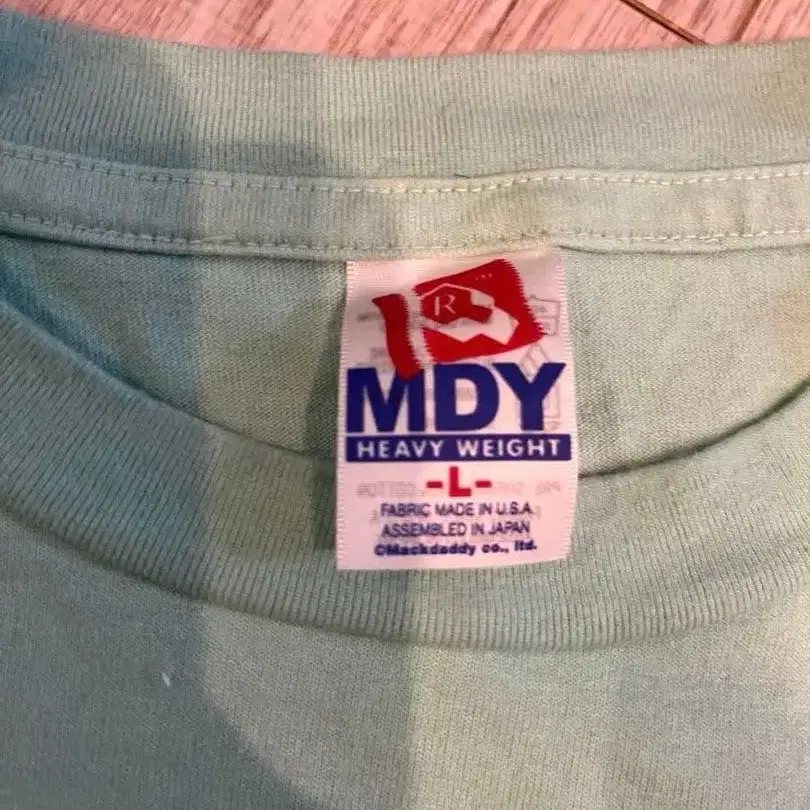 R
MDY
HEAVY WEIGHT
-L-
FABRIC MADE IN U.S.A.
ASSEMBLED IN JAPAN
©Mackdaddy co., ltd.